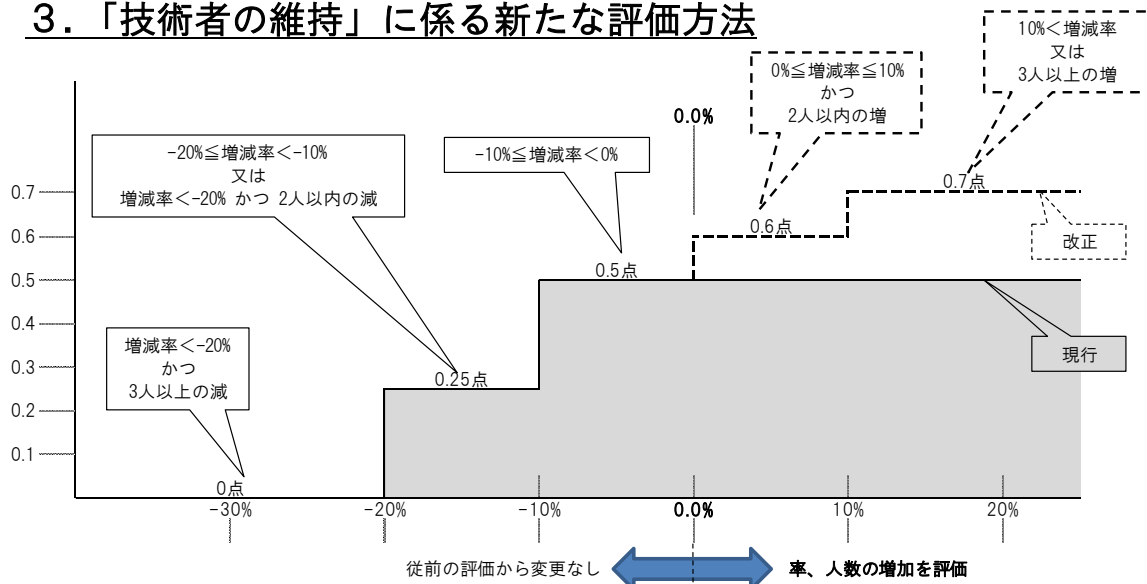 ３．「技術者の維持」に係る新たな評価方法
10%＜増減率
又は
3人以上の増
0%≦増減率≦10%
かつ
2人以内の増
0.0%
-20%≦増減率＜-10%
又は
増減率＜-20% かつ 2人以内の減
-10%≦増減率＜0%
0.7
0.7点
0.6
0.6点
改正
0.5
0.5点
0.4
増減率＜-20%
かつ
3人以上の減
現行
0.3
0.25点
0.2
0.1
0点
-30%
-20%
-10%
0.0%
10%
20%
従前の評価から変更なし
率、人数の増加を評価